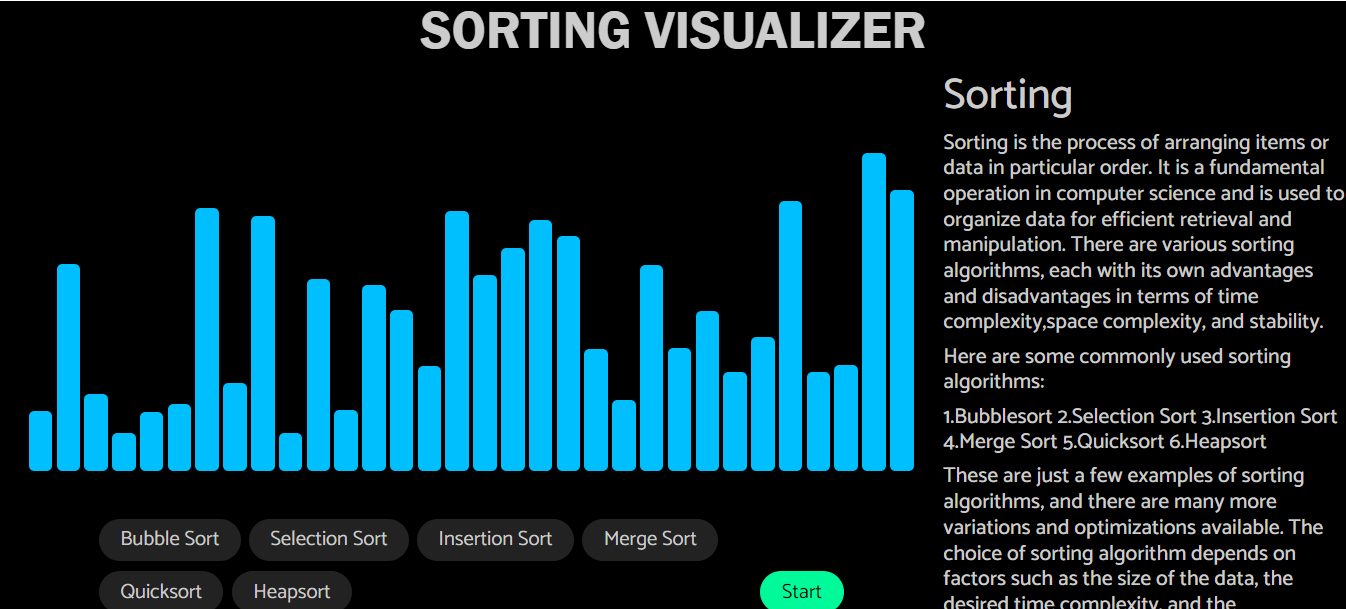 SORTING VISUALIZER
Sorting
Sorting is the process of arranging items or
data in particular order. It is a fundamental
operation in computer science and is used to
organize data for efficient retrieval and
manipulation. There are various sorting
algorithms, each with its own advantages
and disadvantages in terms of time
complexity,space complexity, and stability.
Here are some commonly used sorting
algorithms:
1.Bubblesort 2.Selection Sort 3.Insertion Sort
4.Merge Sort 5.Quicksort 6.Heapsort
These are just a few examples of sorting
algorithms, and there are many more
variations and optimizations available. The
choice of sorting algorithm depends on
factors such as the size of the data, the
desired time complexity, and the
Bubble Sort Selection Sort Insertion Sort Merge Sort
Quicksort Heapsort Start